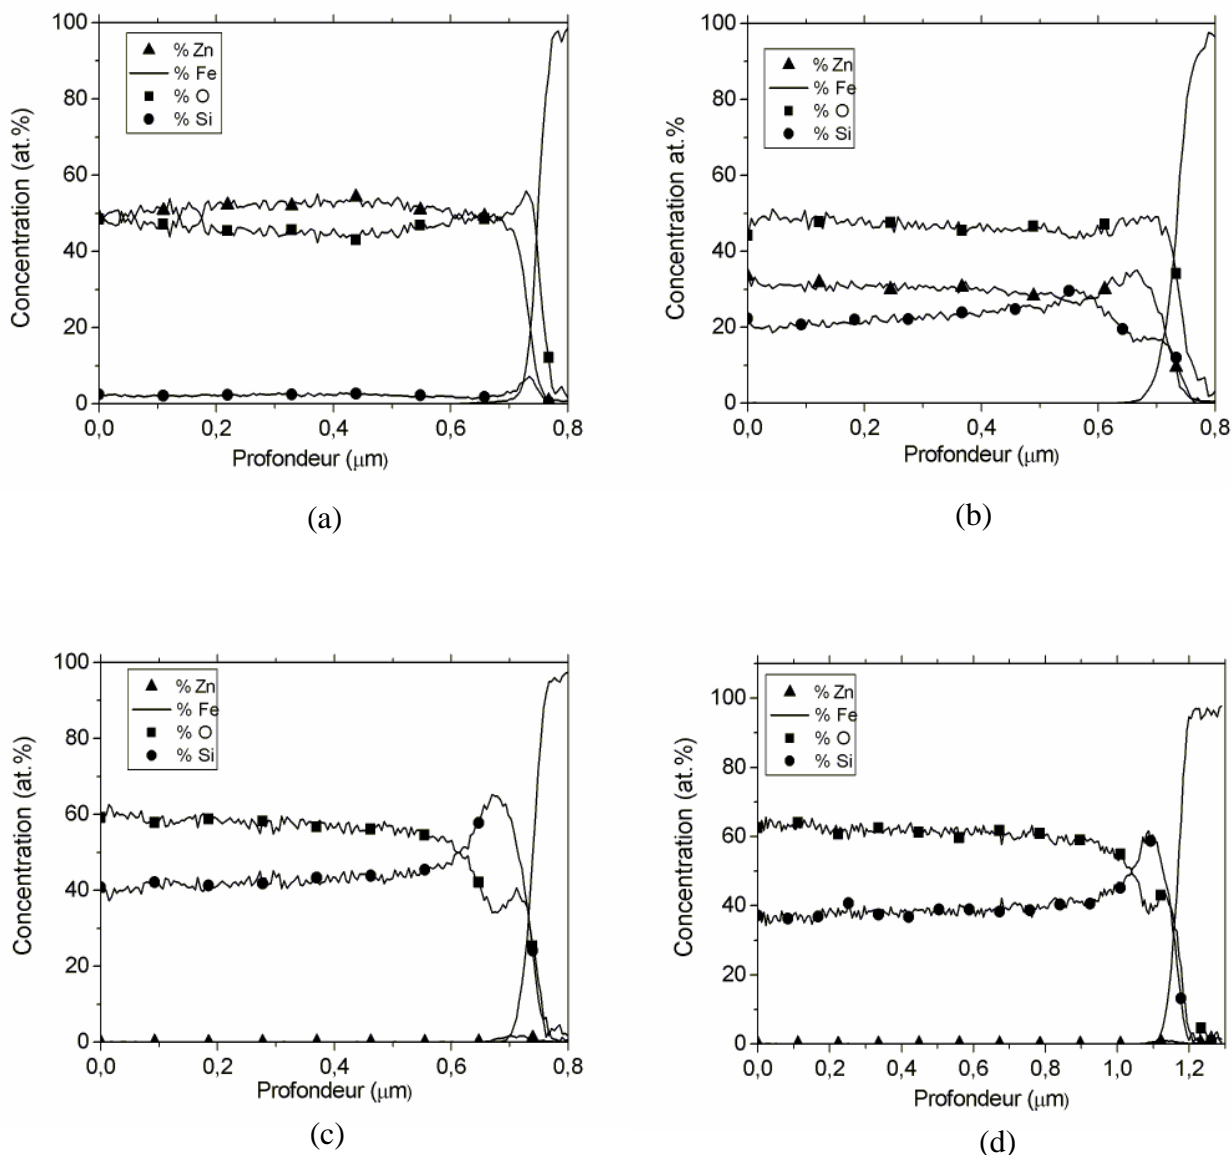 100
80
60
40
20
0
Concentration (at.%)
% Zn
% Fe
% O
% Si
0,0 0,2 0,4 0,6 0,8
Profondeur (μm)
(a)
100
80
60
40
20
0
Concentration at.%
% Zn
% Fe
% O
% Si
0,0 0,2 0,4 0,6 0,8
Profondeur (μm)
(b)
100
80
60
40
20
0
Concentration (at.%)
% Zn
% Fe
% O
% Si
0,0 0,2 0,4 0,6 0,8
Profondeur (μm)
(c)
100
80
60
40
20
0
Concentration (at.%)
% Zn
% Fe
% O
% Si
0,0 0,2 0,4 0,6 0,8 1,0 1,2
Profondeur (μm)
(d)